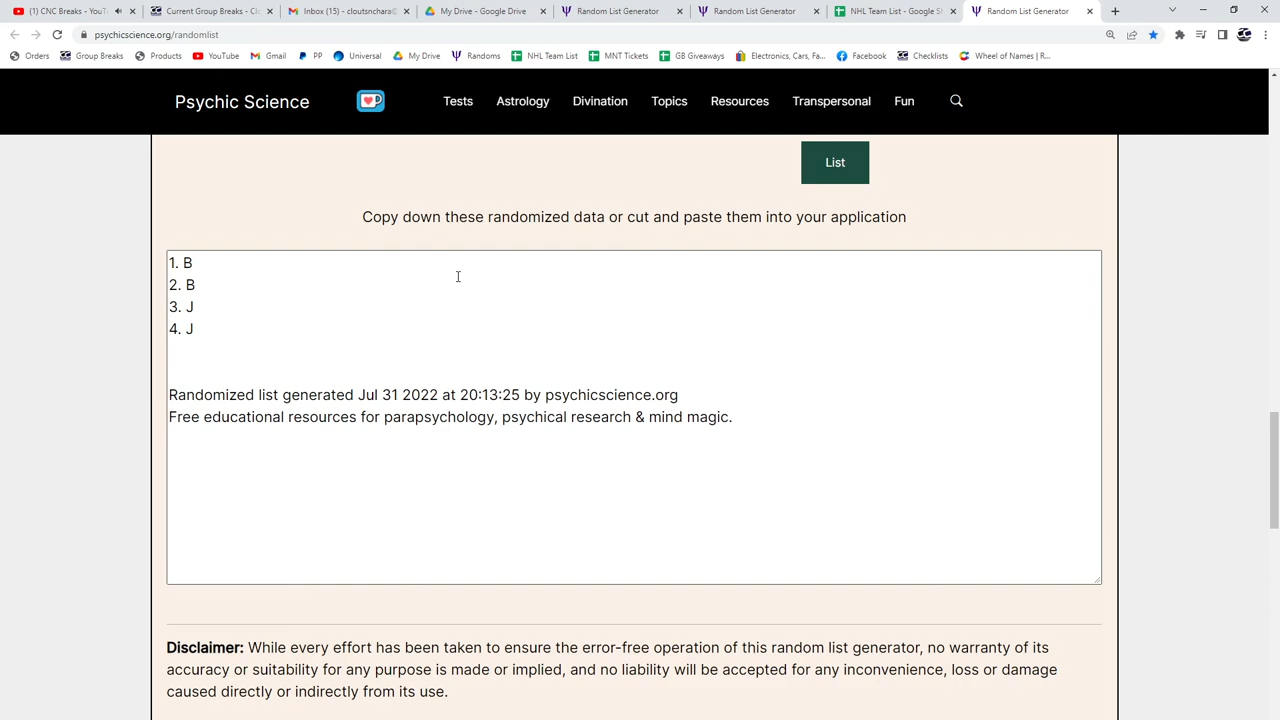 (1) CNC Breaks - YouT
Current Group Breaks - Clo
Inbox (15) - cloutsnchara@
My Drive - Google Drive
Random List Generator
Random List Generator
NHL Team List - Google Sh
Random List Generator
psychicscience.org/randomlist
Orders
Group Breaks
Products
YouTube
Gmail
PP
Universal
My Drive
Randoms
NHL Team List
MNT Tickets
GB Giveaways
Electronics, Cars, Fa...
Facebook
Checklists
Wheel of Names | R...
Psychic Science
Tests
Astrology
Divination
Topics
Resources
Transpersonal
Fun
List
Copy down these randomized data or cut and paste them into your application
1. B
2. B
3. J
4. J
Randomized list generated Jul 31 2022 at 20:13:25 by psychicscience.org
Free educational resources for parapsychology, psychical research & mind magic.
Disclaimer: While every effort has been taken to ensure the error-free operation of this random list generator, no warranty of its
accuracy or suitability for any purpose is made or implied, and no liability will be accepted for any inconvenience, loss or damage
caused directly or indirectly from its use.